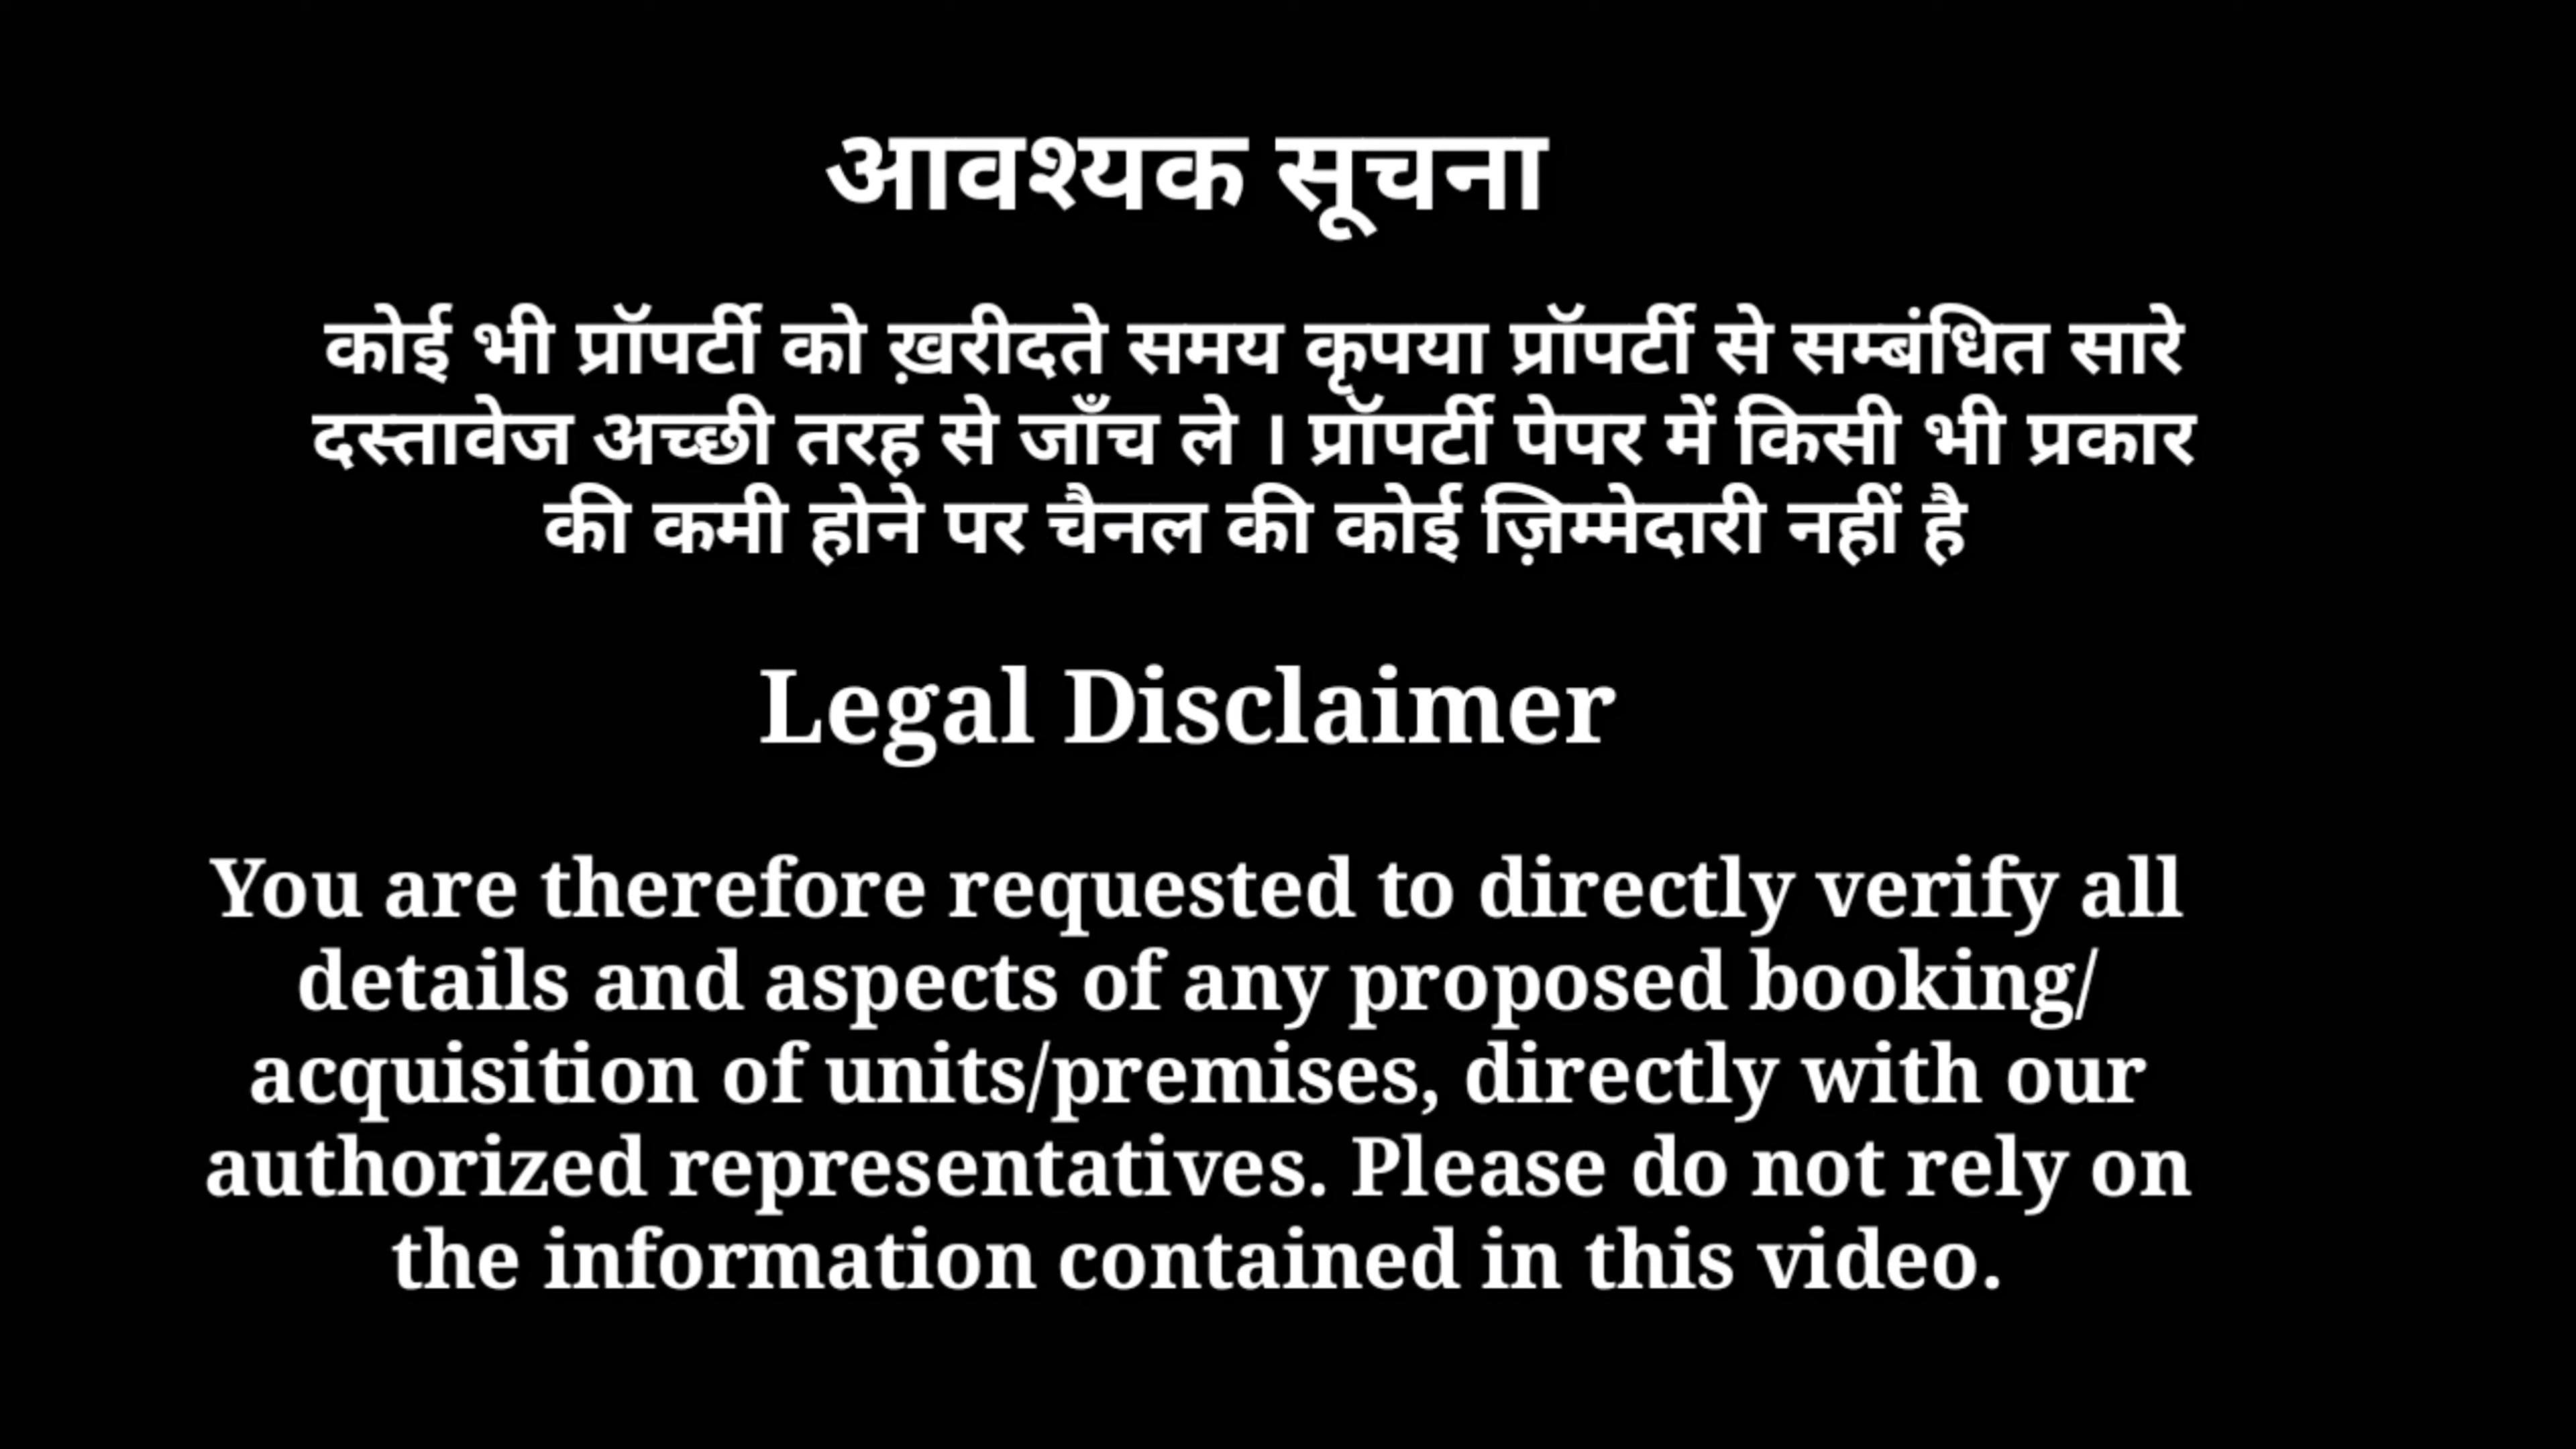 आवश्यक सूचना
कोई भी प्रॉपर्टी को ख़रीदते समय कृपया प्रॉपर्टी से सम्बंधित सारे
दस्तावेज अच्छी तरह से जाँच ले । प्रॉपर्टी पेपर में किसी भी प्रकार
की कमी होने पर चैनल की कोई ज़िम्मेदारी नहीं है
Legal Disclaimer
You are therefore requested to directly verify all
details and aspects of any proposed booking/
acquisition of units/premises, directly with our
authorized representatives. Please do not rely on
the information contained in this video.